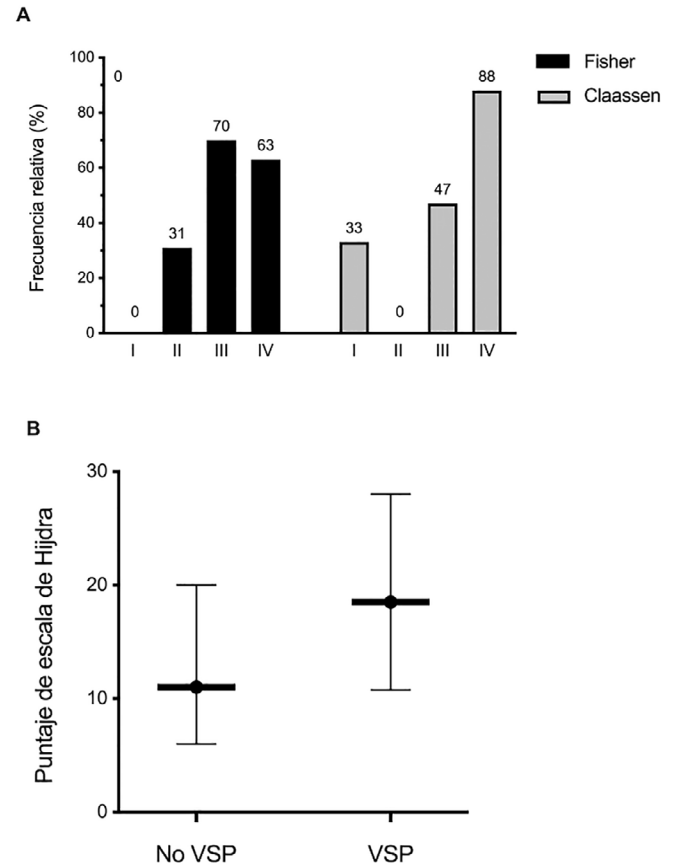 A
Frecuencia relativa (%)
100
80
60
40
20
0
0
0
31
70
63
33
0
47
88
I II III IV I II III IV
Fisher
Claassen
B
Puntaje de escala de Hijdra
30
20
10
0
No VSP VSP